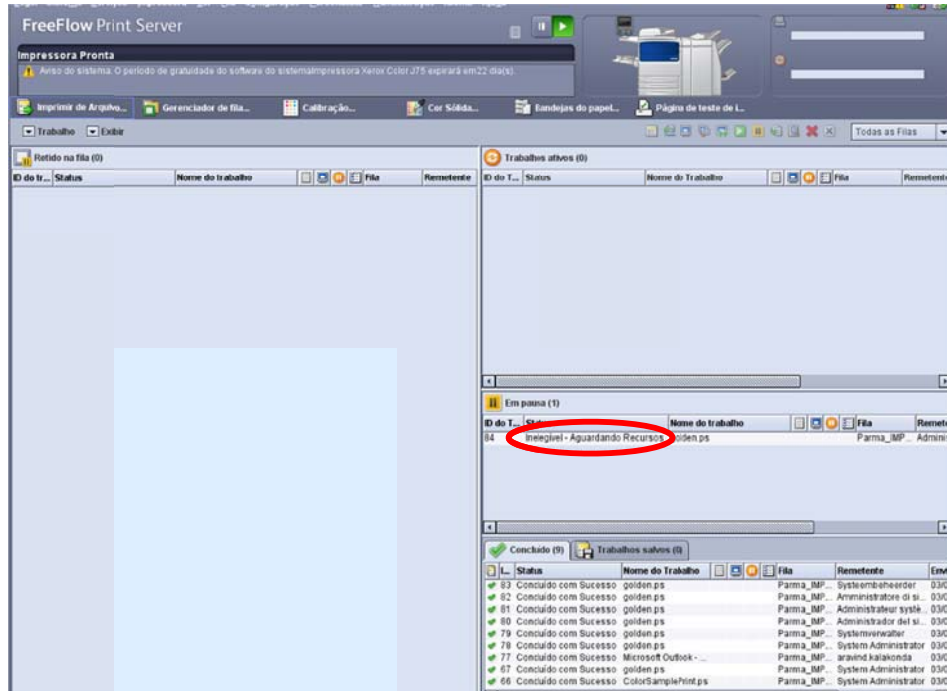 FreeFlow Print Server
Impressora Pronta
Aviso do sistema. O período de gratuidade do software do sistemaImpressora Xerox Color J75 expirará em22 dia(s).
Imprimir de Arquivo... Gerenciador de fila... Calibração... Cor Sólida... Bandejas do papel... Página de teste de i...
Trabalho Exibir Todas as Filas
Retido na fila (0)
ID do tr... Status Nome do trabalho Fila Remetente
Trabalhos ativos (0)
ID do T... Status Nome do Trabalho Fila Remetente
Em pausa (1)
ID do T... Status Nome do trabalho Fila Remete
84 Inelegível - Aguardando Recursos golden.ps Parma_IMP... Adminis
Concluído (9) Trabalhos salvos (0)
I... Status Nome do Trabalho Fila Remetente Env
83 Concluído com Sucesso golden.ps Parma_IMP... Systeembeheerder 03/0
82 Concluído com Sucesso golden.ps Parma_IMP... Amministratore di si... 03/0
81 Concluído com Sucesso golden.ps Parma_IMP... Administrateur systè... 03/0
80 Concluído com Sucesso golden.ps Parma_IMP... Administrador del si... 03/0
79 Concluído com Sucesso golden.ps Parma_IMP... Systemverwalter 03/0
78 Concluído com Sucesso golden.ps Parma_IMP... System Administrator 03/0
77 Concluído com Sucesso Microsoft Outlook - ... Parma_IMP... aravind.kalakonda 03/0
67 Concluído com Sucesso golden.ps Parma_IMP... System Administrator 03/0
66 Concluído com Sucesso ColorSamplePrint.ps Parma_IMP... System Administrator 03/0